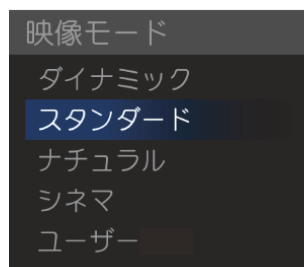 映像モード
ダイナミック
スタンダード
ナチュラル
シネマ
ユーザー